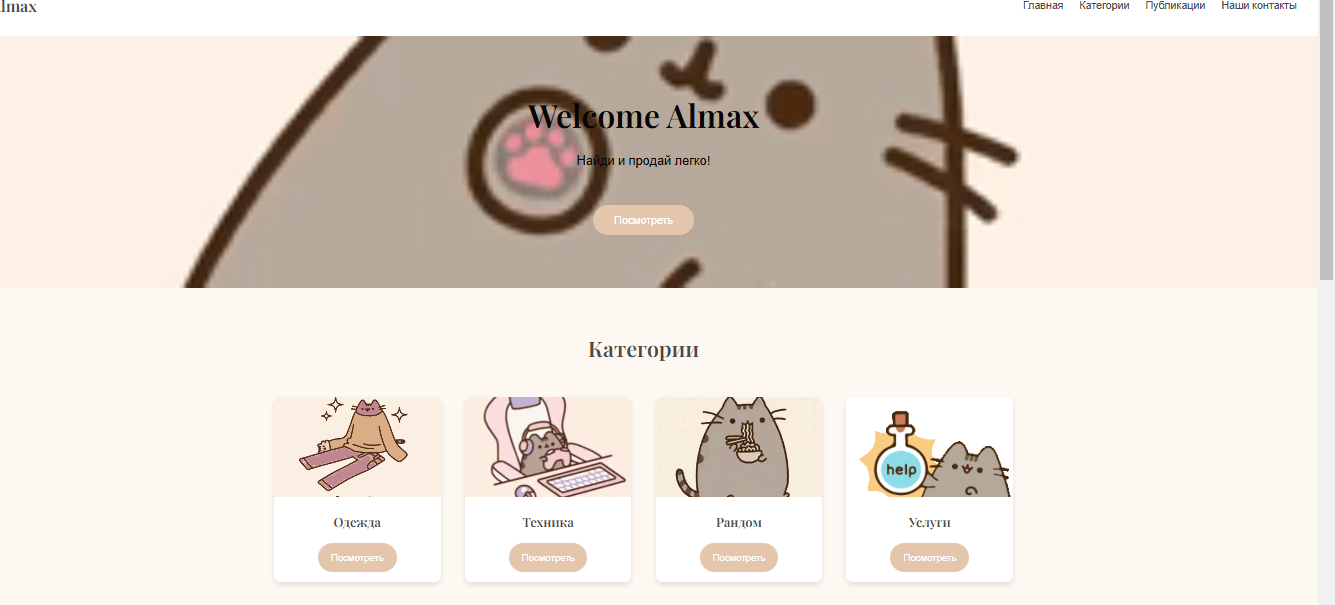 lmax
Главная Категории Публикации Наши контакты
Welcome Almax
Найди и продай легко!
Посмотреть
Категории
help
Одежда Техника Рандом Услуги
Посмотреть Посмотреть Посмотреть Посмотреть